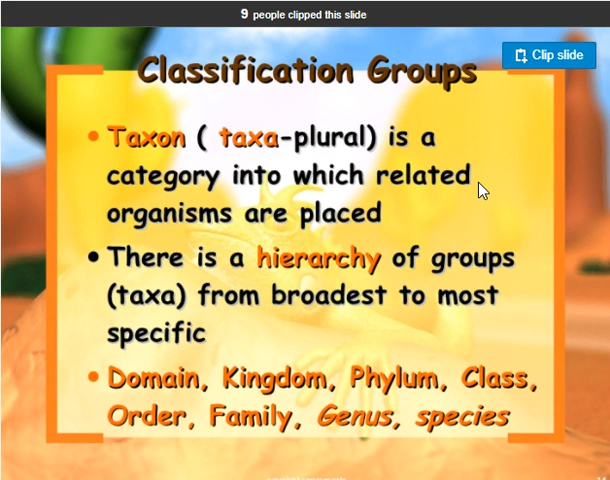 9 people clipped this slide
Clip slide
Classification Groups
• Taxon ( taxa-plural) is a
category into which related
organisms are placed
• There is a hierarchy of groups
(taxa) from broadest to most
specific
• Domain, Kingdom, Phylum, Class,
Order, Family, Genus, species